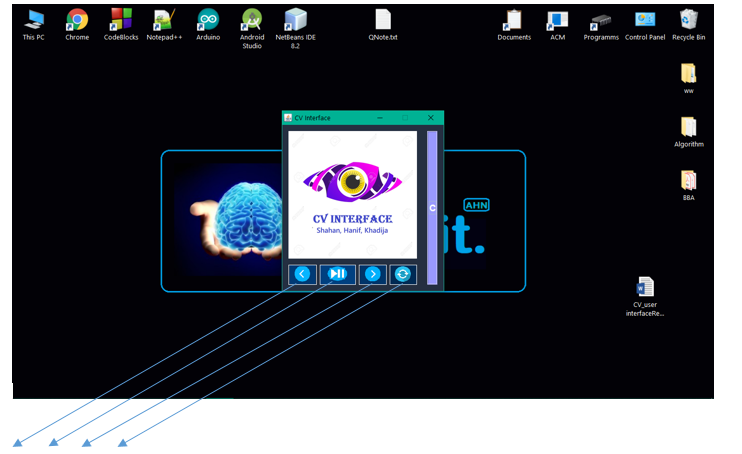 This PC
Chrome
CodeBlocks
Notepad++
Arduino
Android
Studio
NetBeans IDE
8.2
QNote.txt
Documents
ACM
Programms
Control Panel
Recycle Bin
ww
Algorithm
BBA
CV_user
interfaceRe...
CV Interface
CV INTERFACE
Shahan, Hanif, Khadija
C
AHN
it.